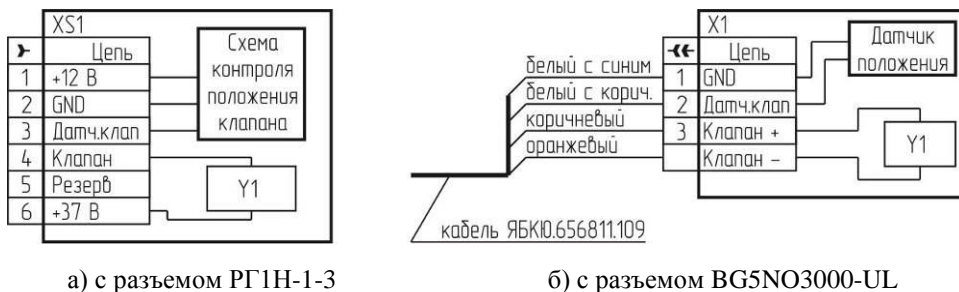 XS1
Цепь
1 +12 В
2 GND
3 Датч.клап
4 Клапан
5 Резерв
6 +37 В
Схема
контроля
положения
клапана
Y1
а) с разъемом РГ1Н-1-3
белый с синим
белый с корич.
коричневый
оранжевый
кабель ЯБКЮ.656811.109
X1
Цепь
1 GND
2 Датч.клап
3 Клапан +
Клапан –
Датчик
положения
Y1
б) с разъемом BG5NO3000-UL